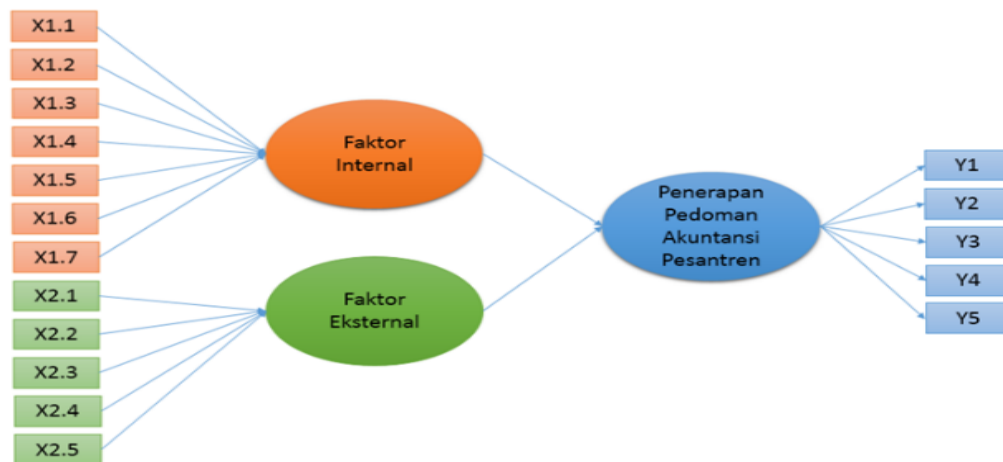 X1.1
X1.2
X1.3
X1.4
X1.5
X1.6
X1.7
X2.1
X2.2
X2.3
X2.4
X2.5
Faktor
Internal
Faktor
Eksternal
Penerapan
Pedoman
Akuntansi
Pesantren
Y1
Y2
Y3
Y4
Y5